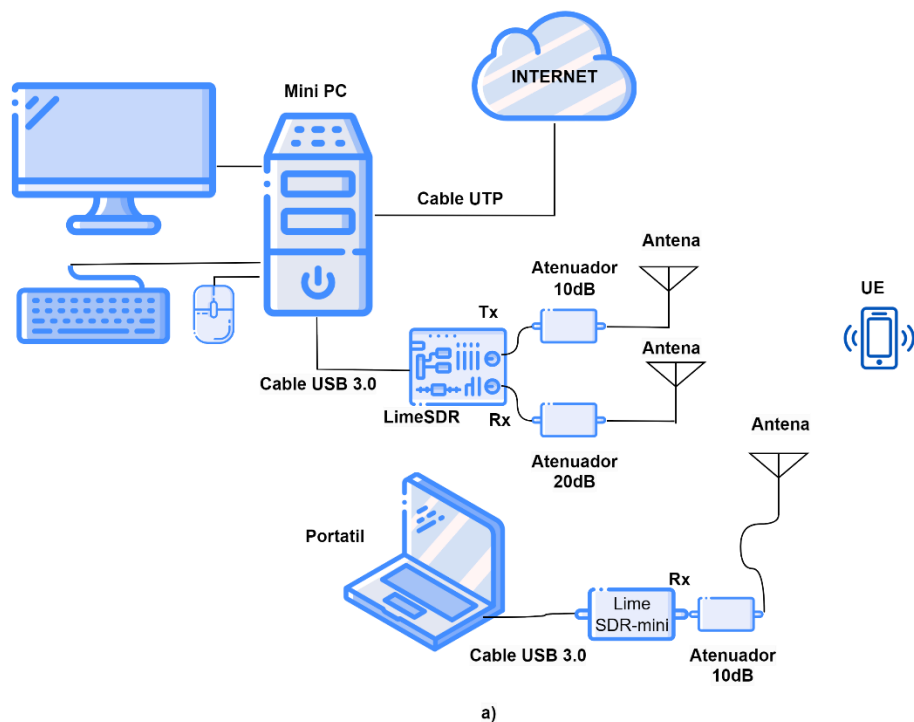 INTERNET
Mini PC
Cable UTP
Antena
Atenuador
10dB
UE
Tx
Antena
Cable USB 3.0
LimeSDR
Rx
Atenuador
20dB
Antena
Portatil
Rx
Lime
SDR-mini
Cable USB 3.0
Atenuador
10dB
a)